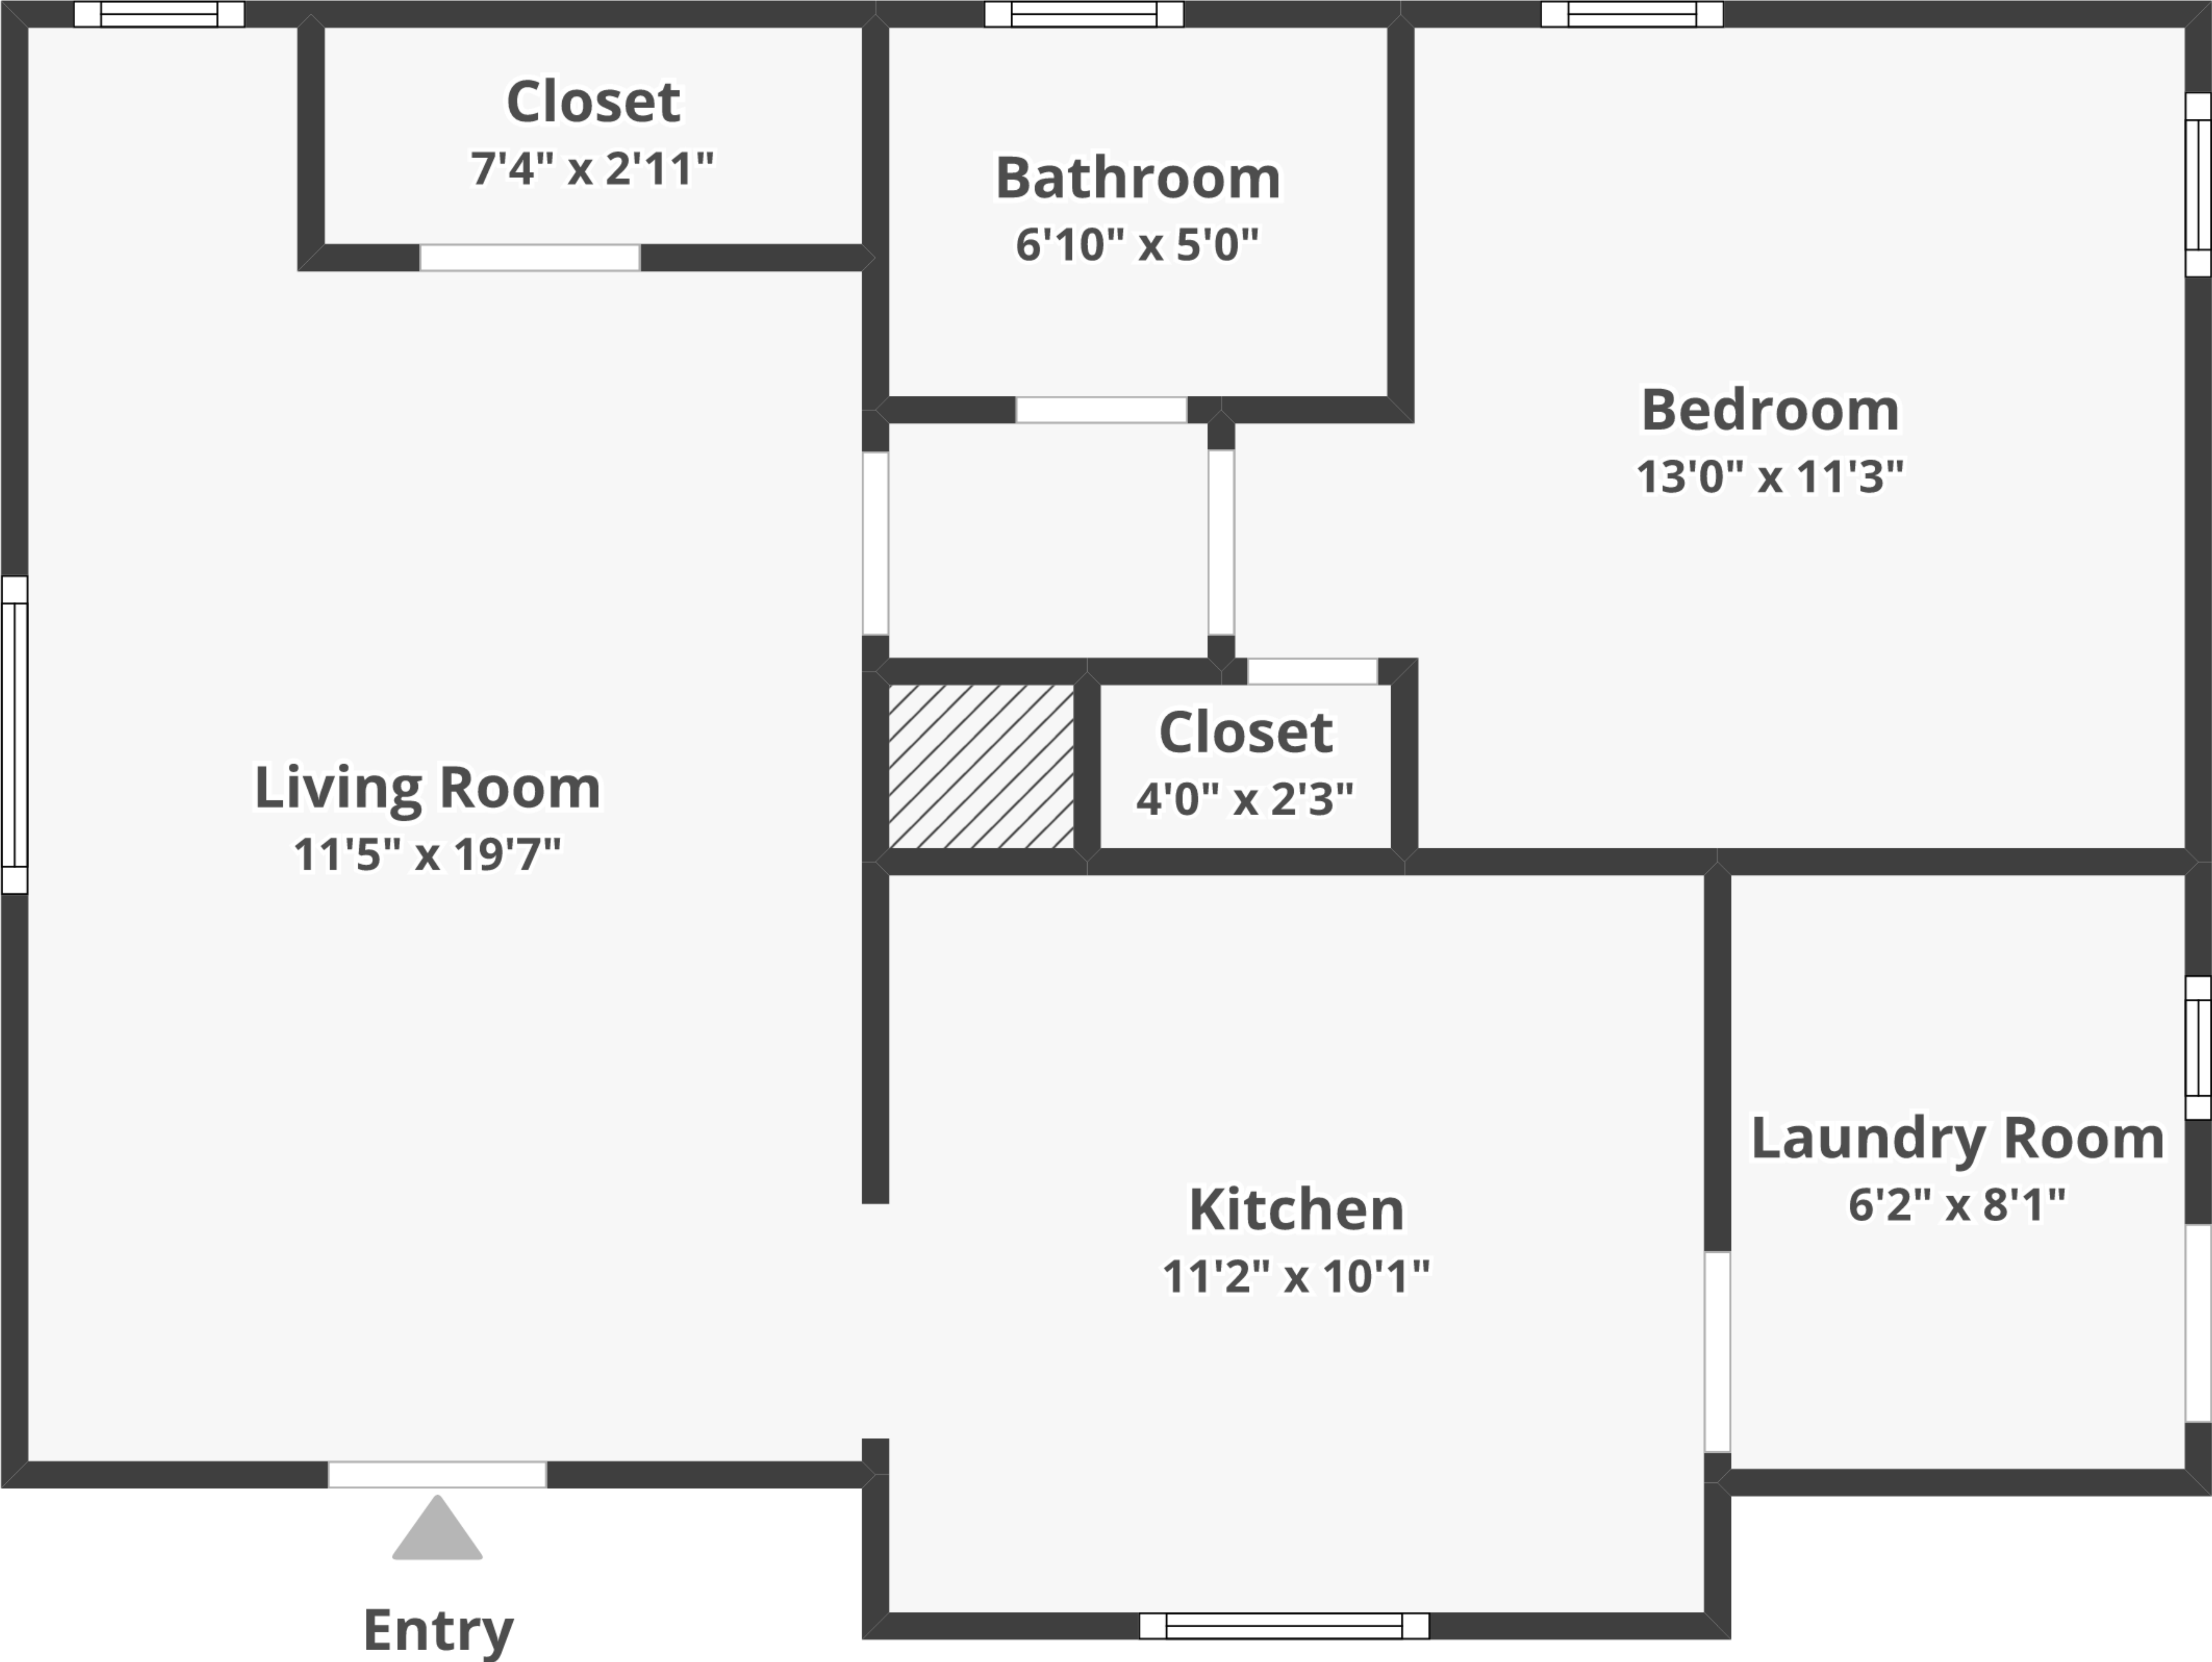 Closet
7'4" x 2'11"
Bathroom
6'10" x 5'0"
Bedroom
13'0" x 11'3"
Closet
4'0" x 2'3"
Living Room
11'5" x 19'7"
Laundry Room
6'2" x 8'1"
Kitchen
11'2" x 10'1"
Entry